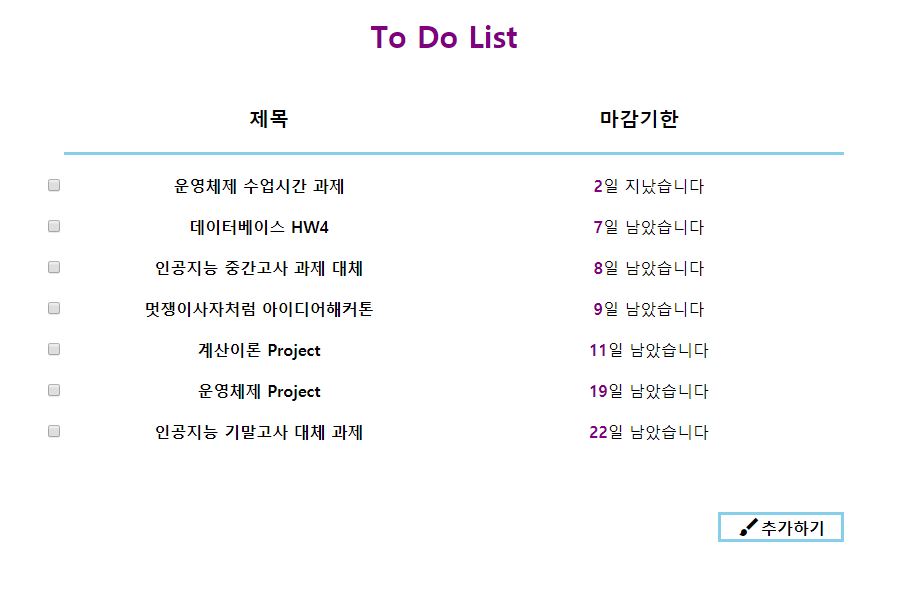 To Do List
제목 마감기한
운영체제 수업시간 과제 2일 지났습니다
데이터베이스 HW4 7일 남았습니다
인공지능 중간고사 과제 대체 8일 남았습니다
멋쟁이사자처럼 아이디어해커톤 9일 남았습니다
계산이론 Project 11일 남았습니다
운영체제 Project 19일 남았습니다
인공지능 기말고사 대체 과제 22일 남았습니다
추가하기